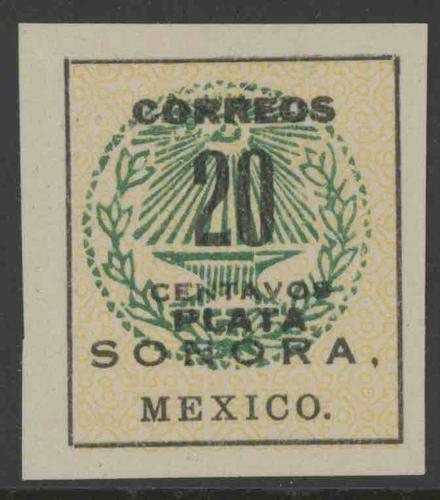 CORREOS
20
CENTAVOS
PLATA
SONORA,
MEXICO.